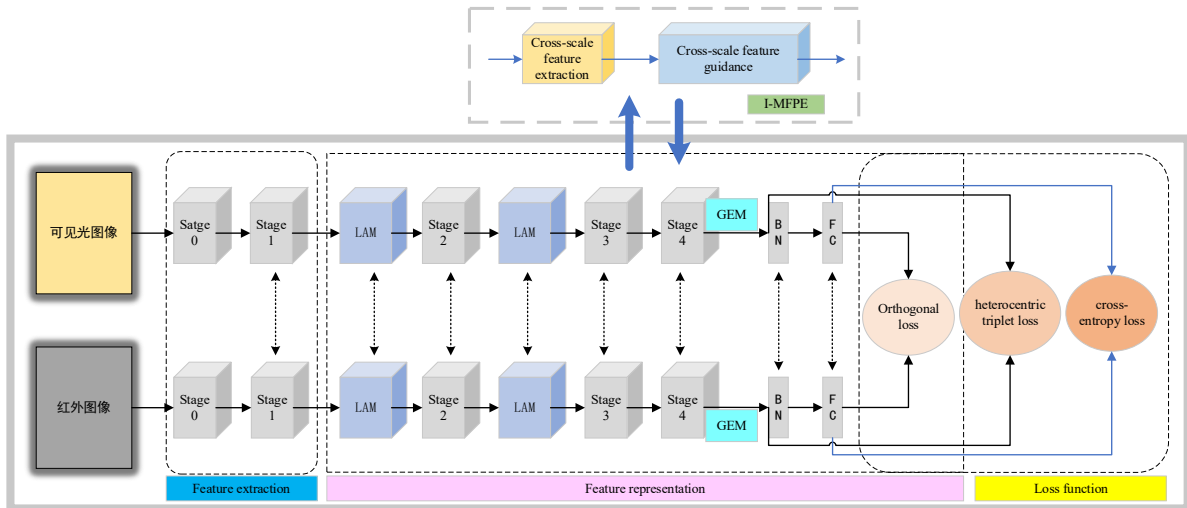 Cross-scale
feature
extraction
Cross-scale feature
guidance
I-MFPE
可见光图像
Satge
0
Stage
1
LAM
Stage
2
LAM
Stage
3
Stage
4
GEM
B
N
F
C
Orthogonal
loss
heterocentric
triplet loss
cross-
entropy loss
红外图像
Stage
0
Stage
1
LAM
Stage
2
LAM
Stage
3
Stage
4
GEM
B
N
F
C
Feature extraction
Feature representation
Loss function